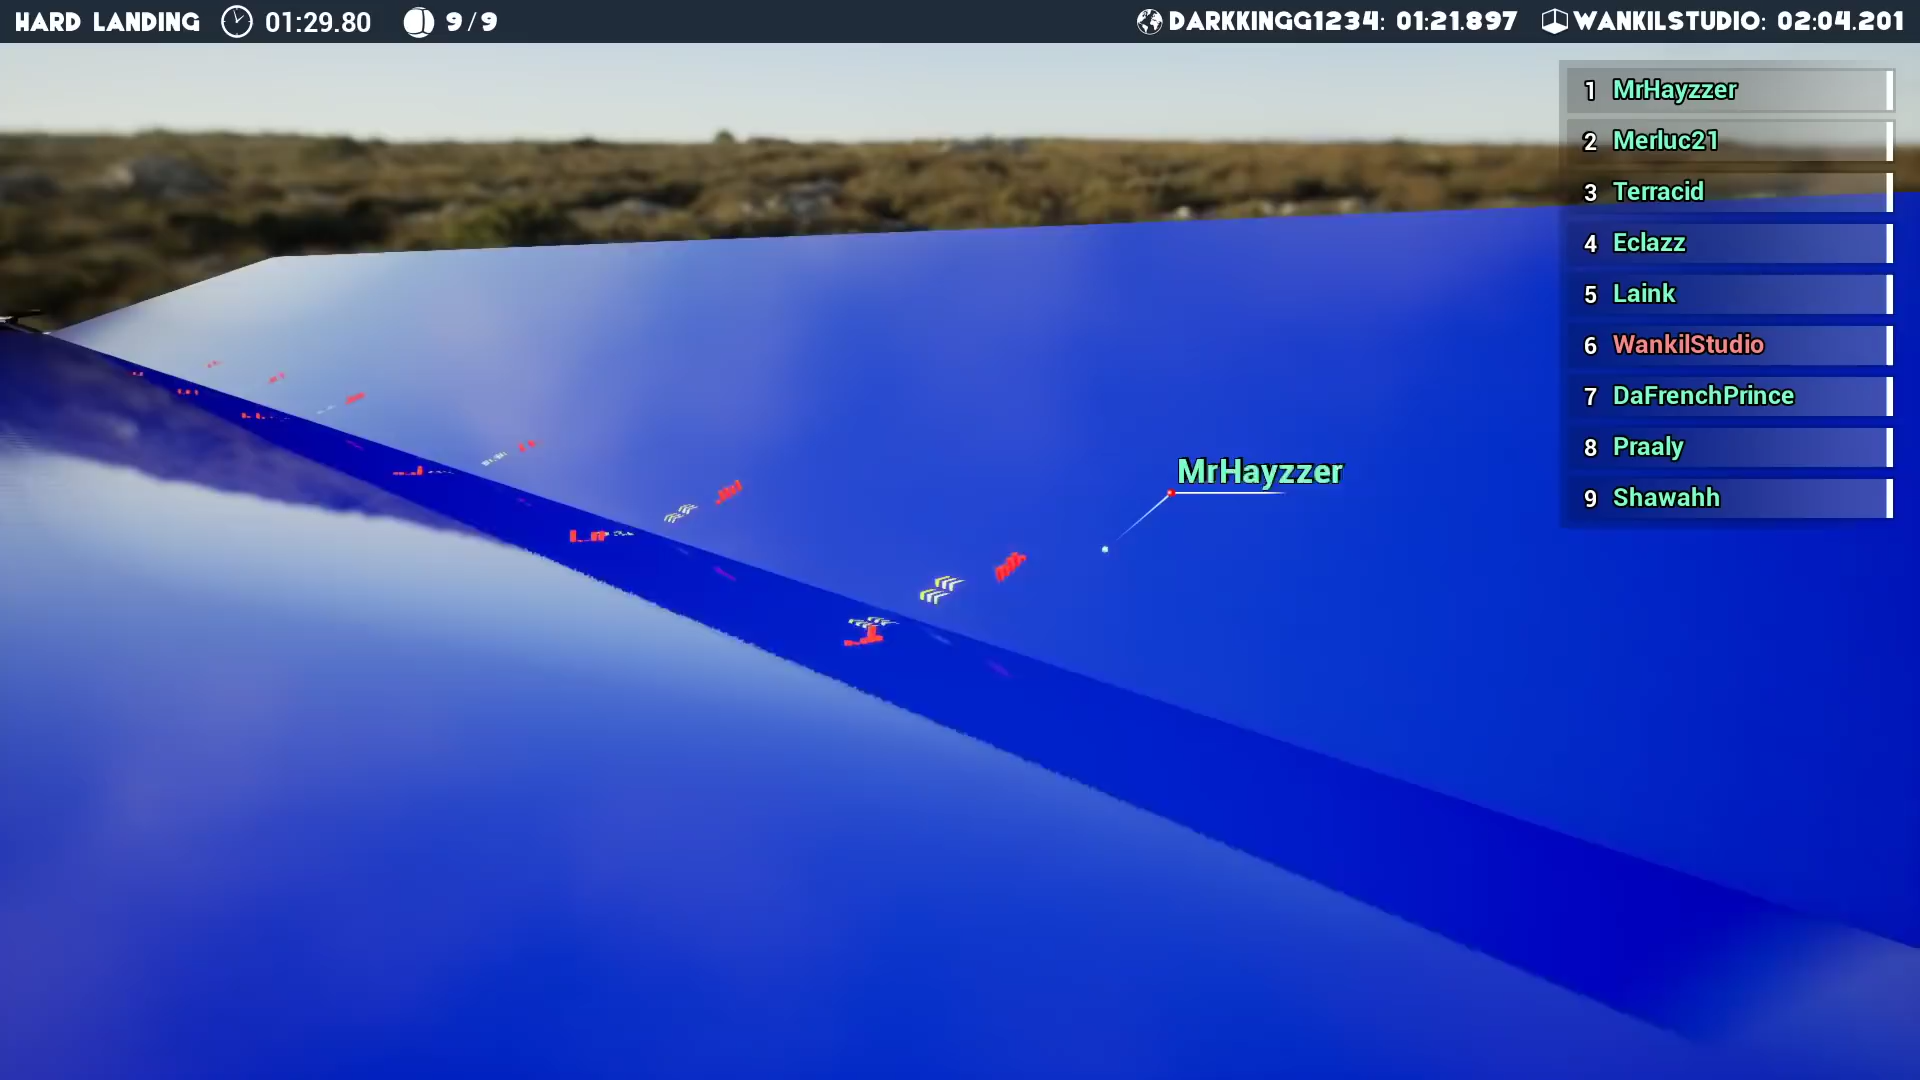 HARD LANDING 01:29.80 9/9 DARKKINGG1234: 01:21.897 WANKILSTUDIO: 02:04.201
1 MrHayzzer
2 Merluc21
3 Terracid
4 Eclazz
5 Laink
6 WankilStudio
7 DaFrenchPrince
8 Praaly
9 Shawahh
MrHayzzer